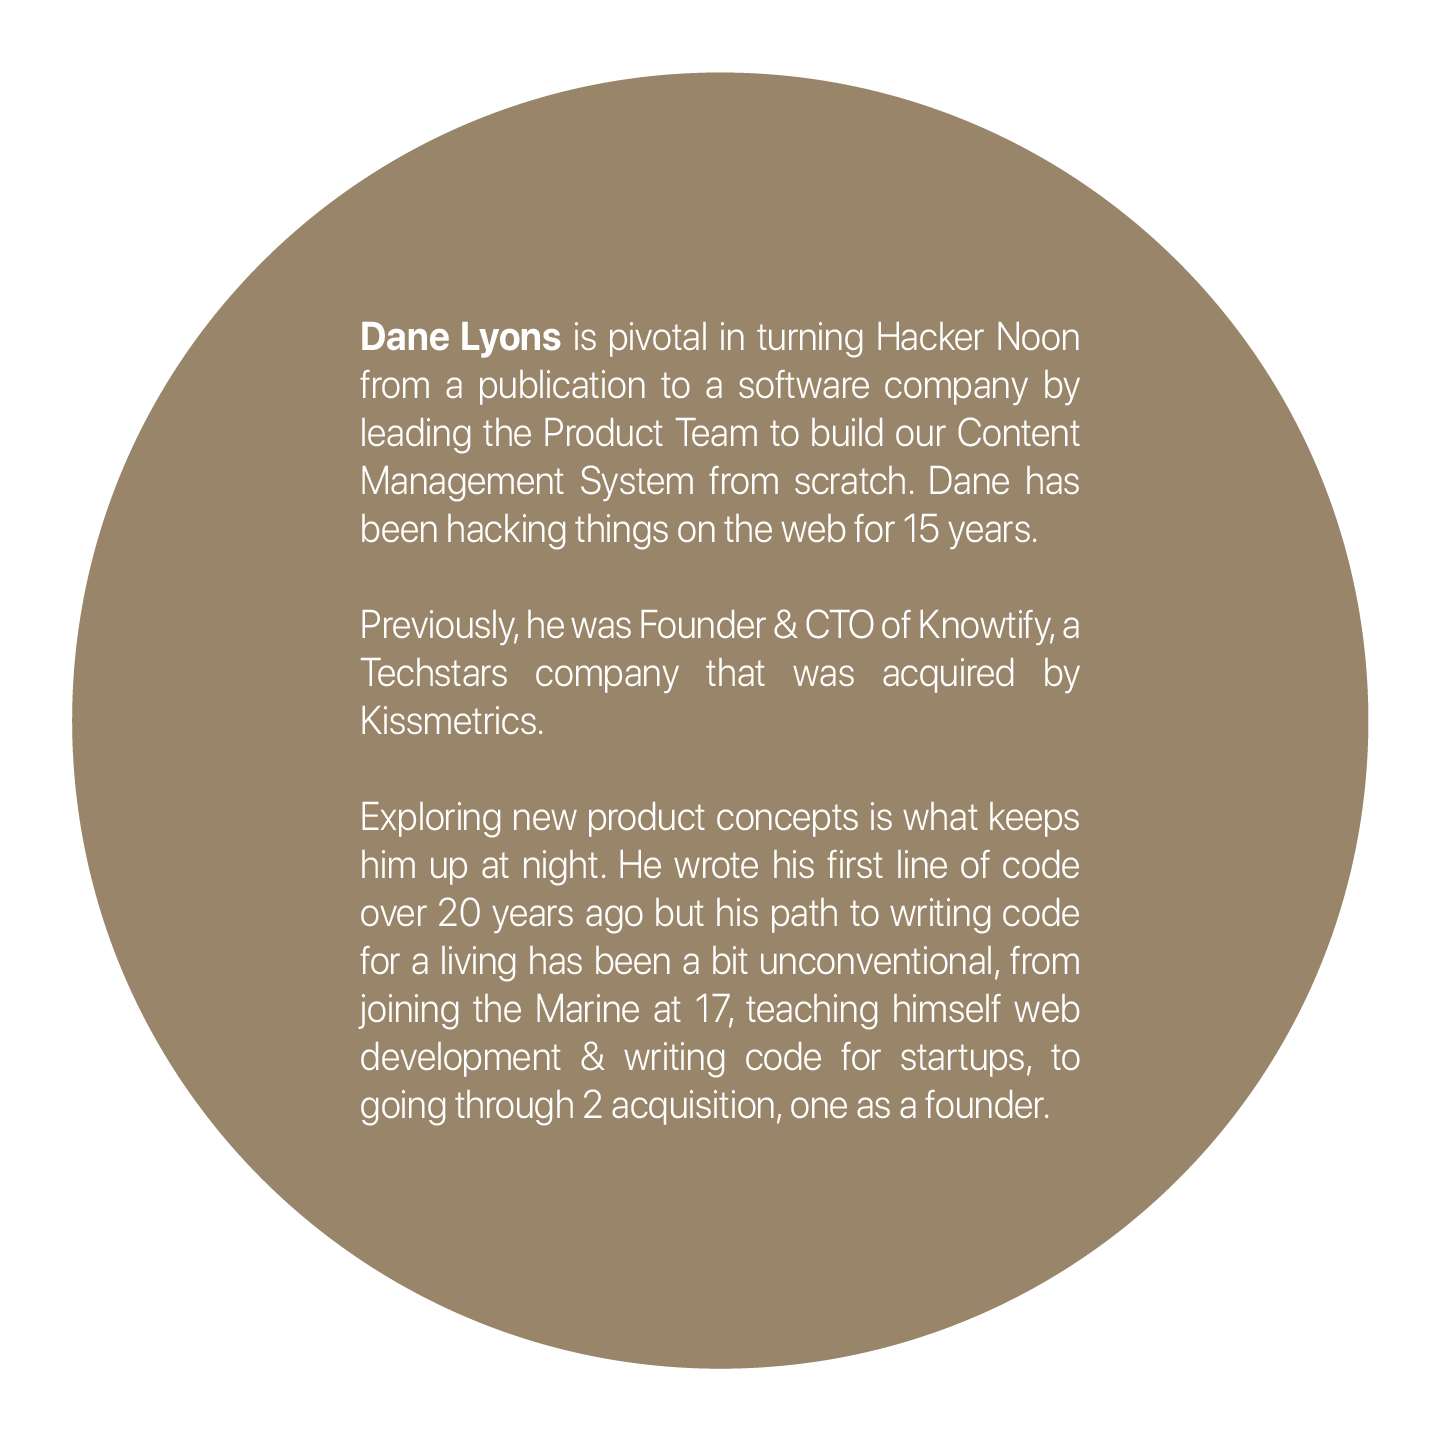 Dane Lyons is pivotal in turning Hacker Noon
from a publication to a software company by
leading the Product Team to build our Content
Management System from scratch. Dane has
been hacking things on the web for 15 years.
Previously, he was Founder & CTO of Knowtify, a
Techstars company that was acquired by
Kissmetrics.
Exploring new product concepts is what keeps
him up at night. He wrote his first line of code
over 20 years ago but his path to writing code
for a living has been a bit unconventional, from
joining the Marine at 17, teaching himself web
development & writing code for startups, to
going through 2 acquisition, one as a founder.